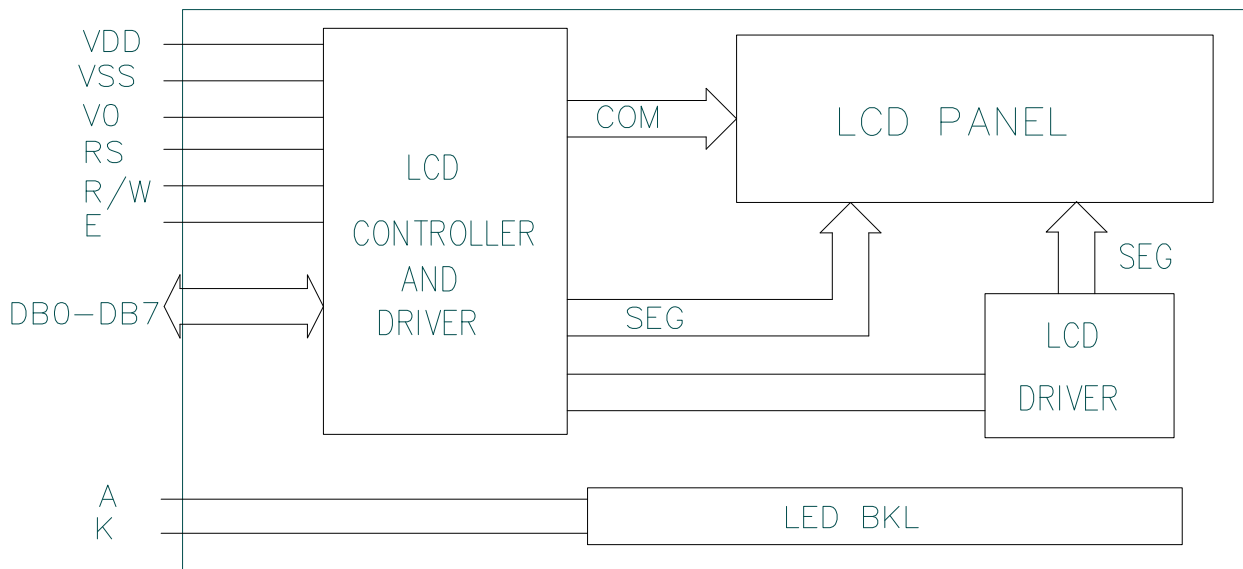 VDD
VSS
V0
RS
R/W
E
DB0-DB7
LCD
CONTROLLER
AND
DRIVER
COM
LCD PANEL
SEG
SEG
LCD
DRIVER
A
K
LED BKL